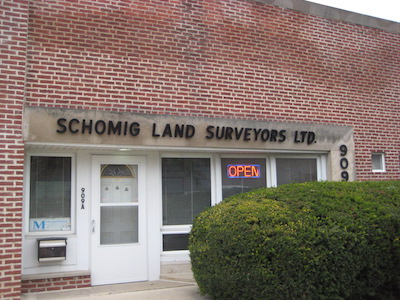 SCHOMIG LAND SURVEYORS LTD.
909
OPEN
909A
M